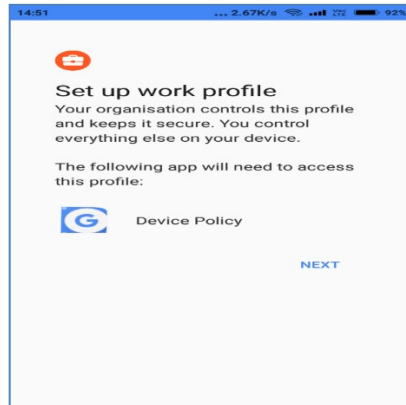 14:51 ... 2.67K/s 92%
Set up work profile
Your organisation controls this profile
and keeps it secure. You control
everything else on your device.
The following app will need to access
this profile:
G Device Policy
NEXT